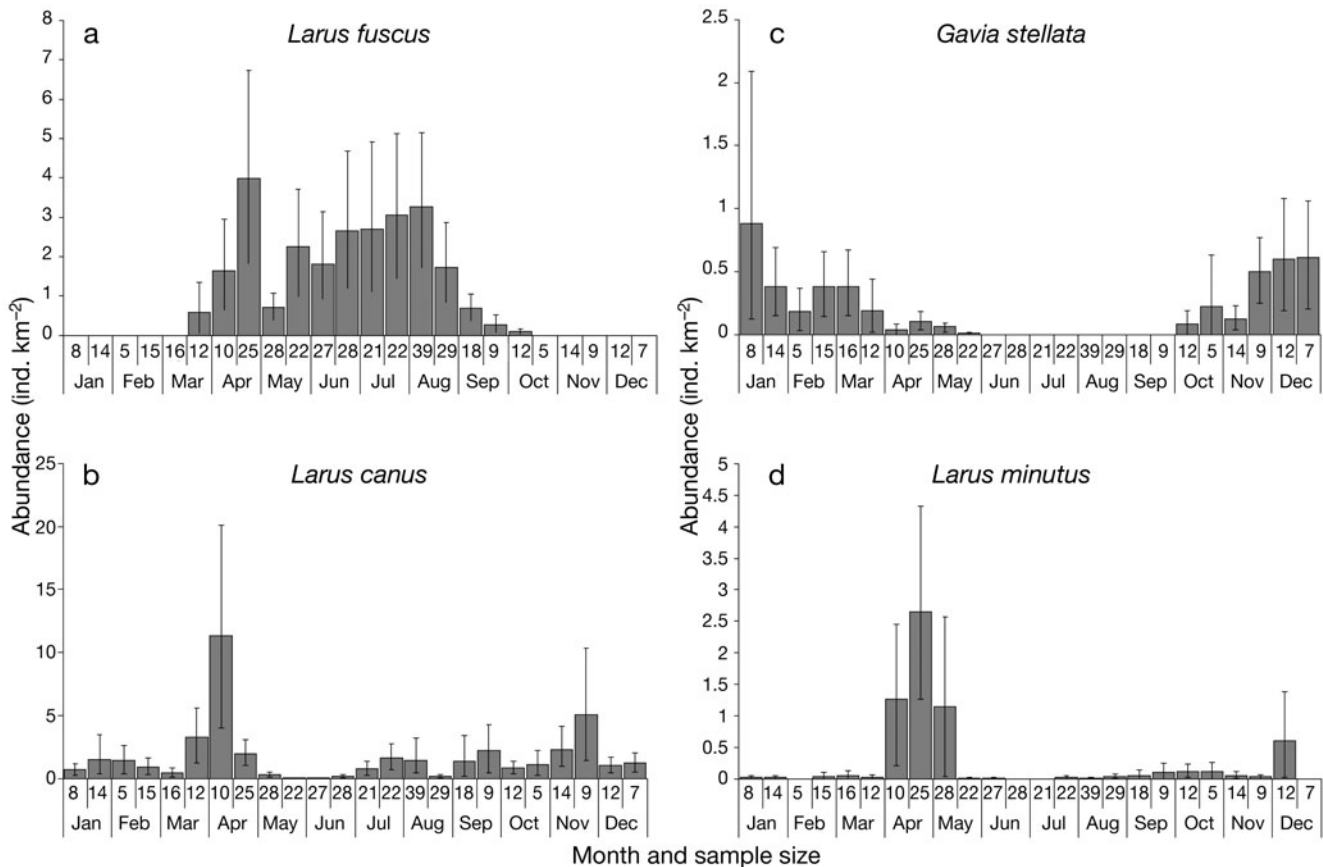 a
Larus fuscus
8
7
6
5
4
3
2
1
0
8 14 5 15 16 12 10 25 28 22 27 28 21 22 39 29 18 9 12 5 14 9 12 7
Jan Feb Mar Apr May Jun Jul Aug Sep Oct Nov Dec
c
Gavia stellata
2.5
2
1.5
1
0.5
0
8 14 5 15 16 12 10 25 28 22 27 28 21 22 39 29 18 9 12 5 14 9 12 7
Jan Feb Mar Apr May Jun Jul Aug Sep Oct Nov Dec
Abundance (ind. km⁻²)
Abundance (ind. km⁻²)
b
Larus canus
25
20
15
10
5
0
8 14 5 15 16 12 10 25 28 22 27 28 21 22 39 29 18 9 12 5 14 9 12 7
Jan Feb Mar Apr May Jun Jul Aug Sep Oct Nov Dec
d
Larus minutus
5
4.5
4
3.5
3
2.5
2
1.5
1
0.5
0
8 14 5 15 16 12 10 25 28 22 27 28 21 22 39 29 18 9 12 5 14 9 12 7
Jan Feb Mar Apr May Jun Jul Aug Sep Oct Nov Dec
Month and sample size